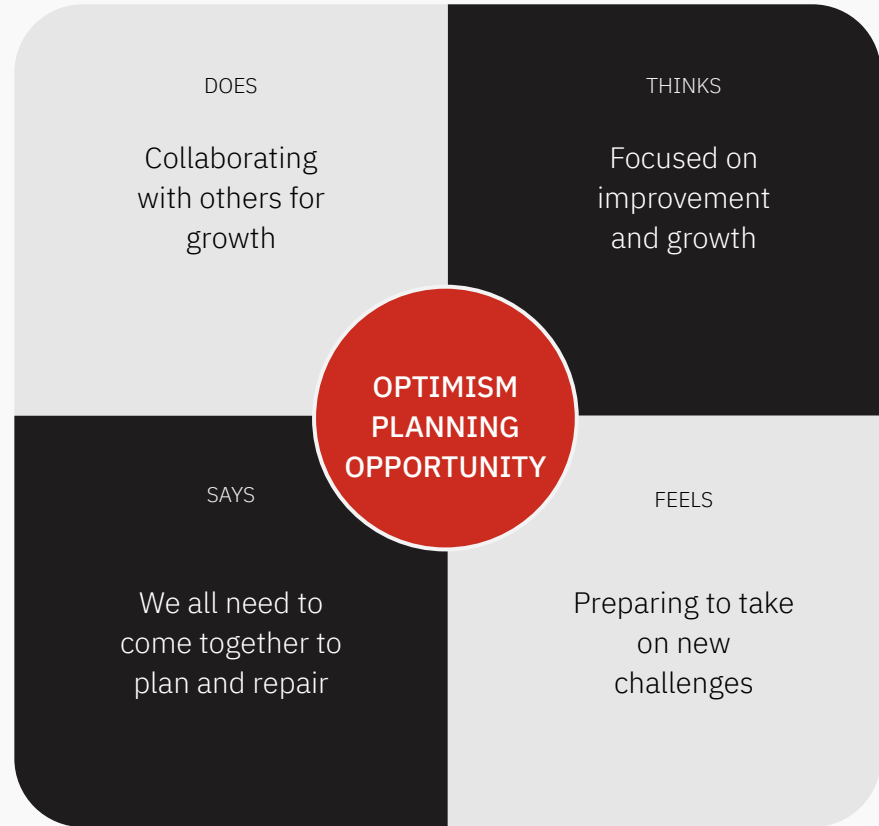 DOES
Collaborating
with others for
growth
THINKS
Focused on
improvement
and growth
OPTIMISM
PLANNING
OPPORTUNITY
SAYS
We all need to
come together to
plan and repair
FEELS
Preparing to take
on new
challenges